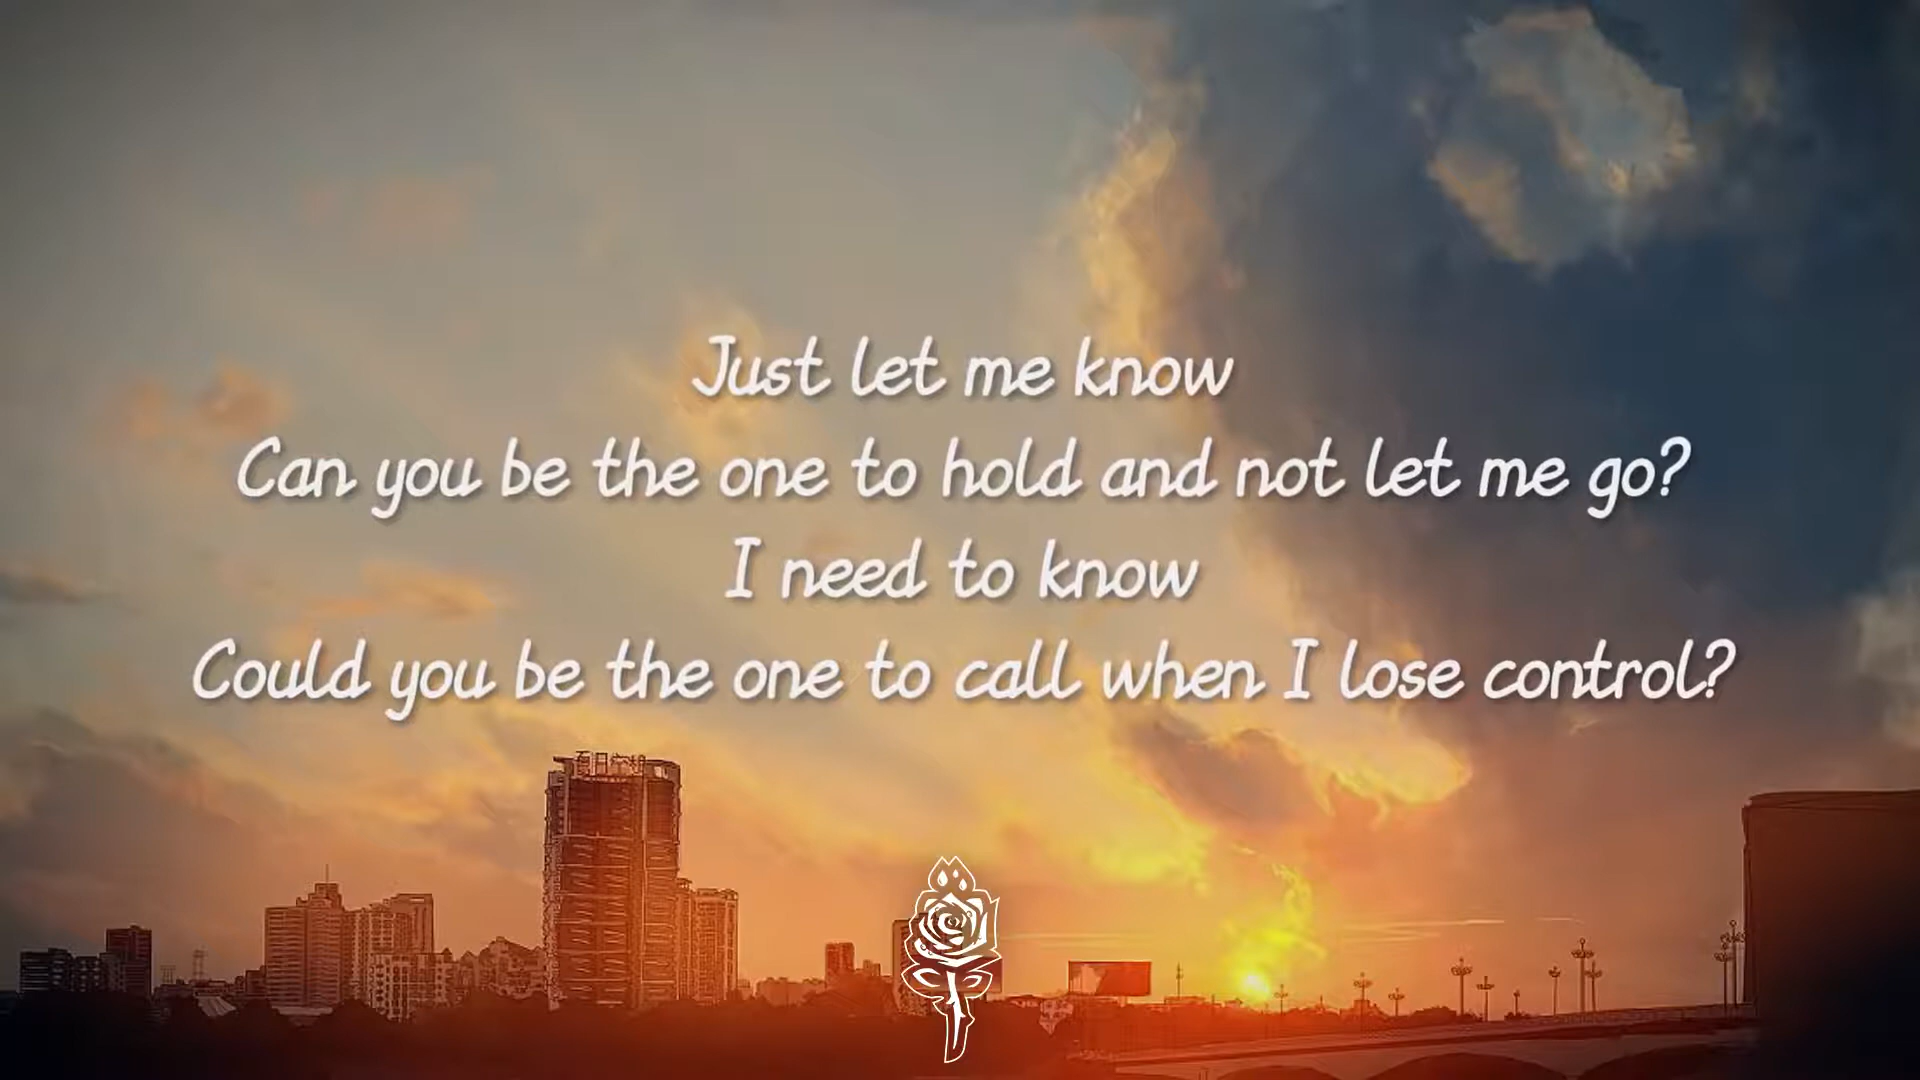 Just let me know
Can you be the one to hold and not let me go?
I need to know
Could you be the one to call when I lose control?